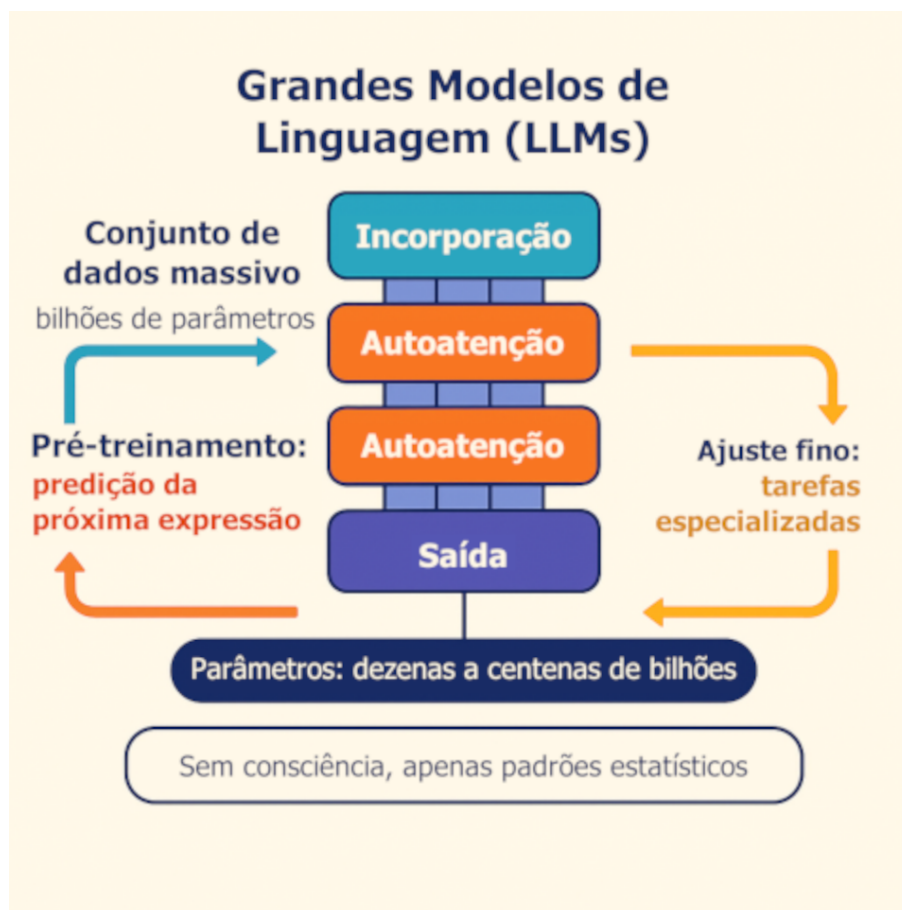 Grandes Modelos de
Linguagem (LLMs)
Conjunto de
dados massivo
bilhões de parâmetros
Pré-treinamento:
predição da
próxima expressão
Incorporação
Autoatenção
Autoatenção
Saída
Ajuste fino:
tarefas
especializadas
Parâmetros: dezenas a centenas de bilhões
Sem consciência, apenas padrões estatísticos